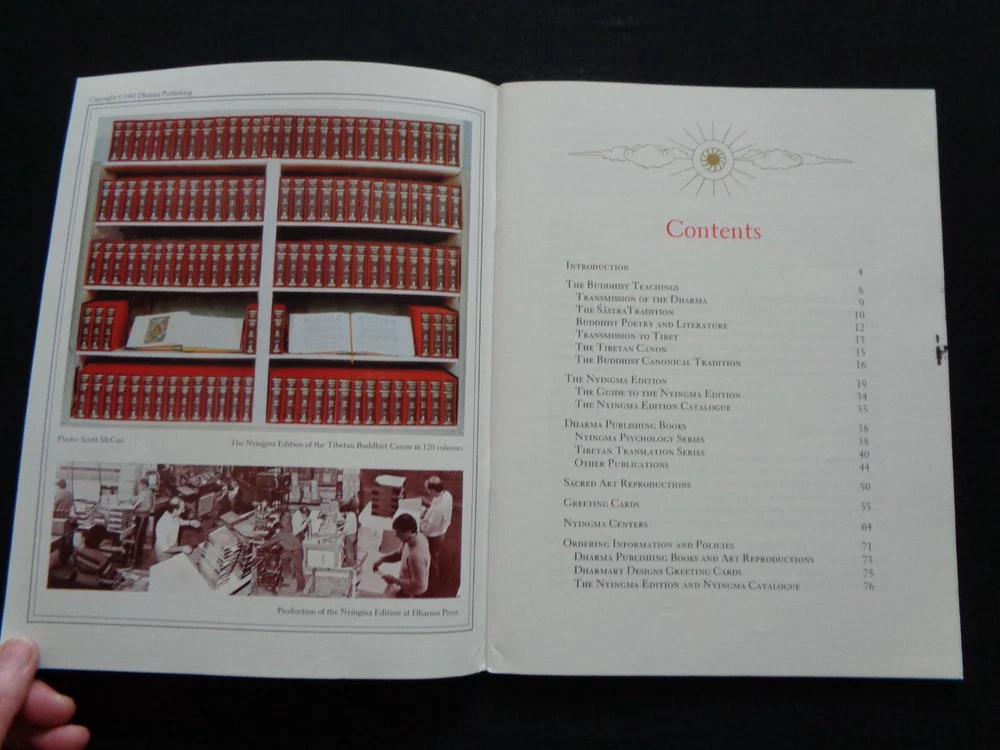 Copyright © 1983 Dharma Publishing
Photo: Scott McCue
The Nyingma Edition of the Tibetan Buddhist Canon in 120 volumes
Production of the Nyingma Edition at Dharma Press
Contents
Introduction 4
The Buddhist Teachings 8
Transmission of the Dharma 9
The Śāstra Tradition 10
Buddhist Poetry and Literature 12
Transmission to Tibet 13
The Tibetan Canon 15
The Buddhist Canonical Tradition 16
The Nyingma Edition 19
The Guide to the Nyingma Edition 34
The Nyingma Edition Catalogue 35
Dharma Publishing Books 38
Nyingma Psychology Series 38
Tibetan Translation Series 40
Other Publications 44
Sacred Art Reproductions 50
Greeting Cards 55
Nyingma Centers 64
Ordering Information and Policies 71
Dharma Publishing Books and Art Reproductions 73
Dharmart Designs Greeting Cards 75
The Nyingma Edition and Nyingma Catalogue 76